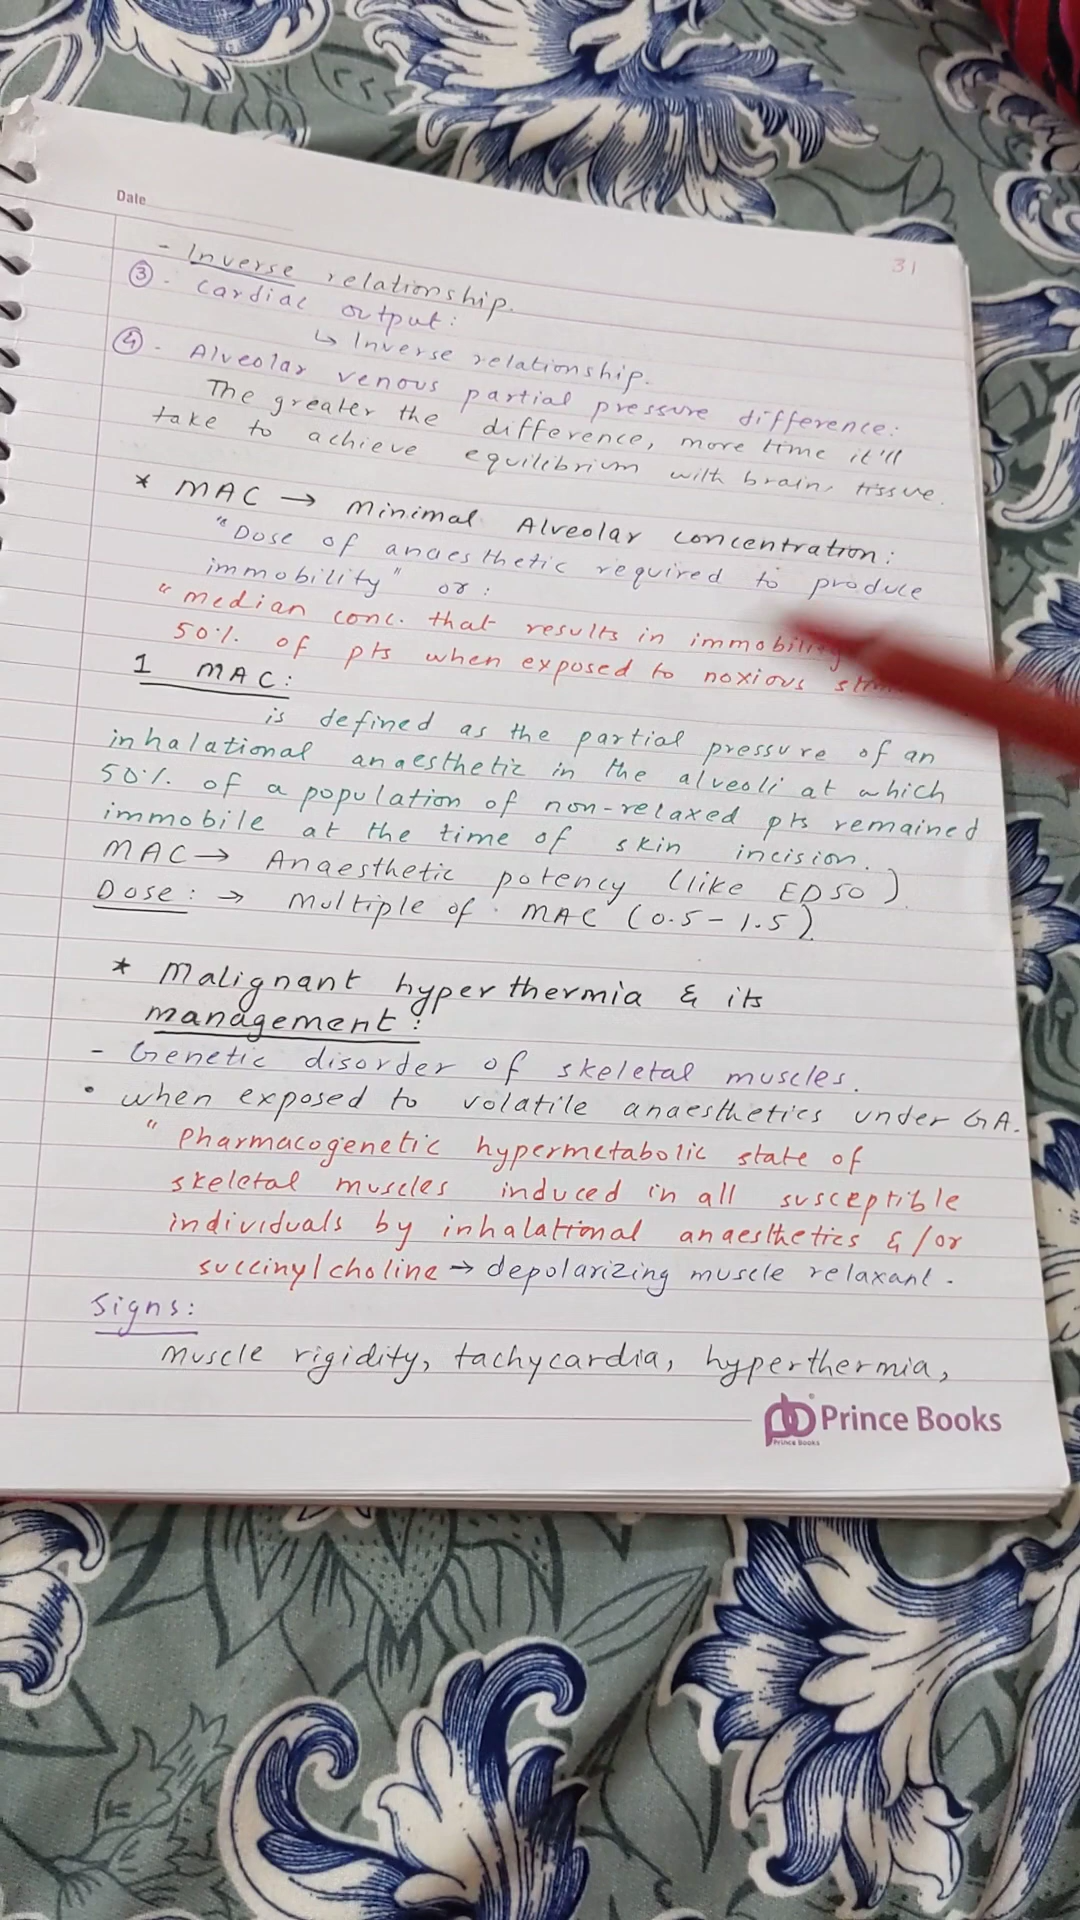 Date
31
- Inverse relationship.
③. Cardiac output:
↳ Inverse relationship.
④. Alveolar venous partial pressure difference:
The greater the difference, more time it'll
take to achieve equilibrium with brain, tissue.
* MAC → Minimal Alveolar concentration:
"Dose of anaesthetic required to produce
immobility" or:
"median conc. that results in
50% of pts when exposed to noxious
1 MAC:
is defined as the partial pressure of an
inhalational anaesthetic in the alveoli at which
50% of a population of non-relaxed pts remained
immobile at the time of skin incision.
MAC → Anaesthetic potency (like ED50)
Dose: → Multiple of MAC (0.5-1.5)
* Malignant hyperthermia & its
management:
- Genetic disorder of skeletal muscles.
• when exposed to volatile anaesthetics under GA.
"Pharmacogenetic hypermetabolic state of
skeletal muscles induced in all susceptible
individuals by inhalational anaesthetics &/or
succinylcholine → depolarizing muscle relaxant.
Signs:
Muscle rigidity, tachycardia, hyperthermia,
Prince Books
Prince Books